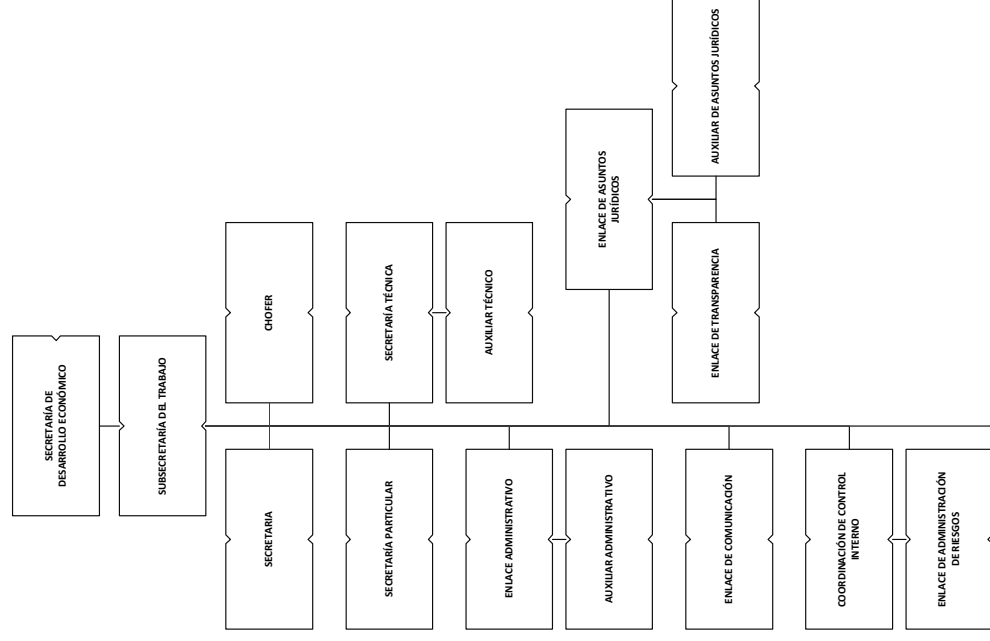 SECRETARÍA DE
DESARROLLO ECONÓMICO
SUBSECRETARÍA DEL TRABAJO
CHOFER
SECRETARIA
SECRETARÍA TÉCNICA
AUXILIAR TÉCNICO
SECRETARÍA PARTICULAR
ENLACE ADMINISTRATIVO
AUXILIAR ADMINISTRATIVO
ENLACE DE ASUNTOS
JURÍDICOS
AUXILIAR DE ASUNTOS JURÍDICOS
ENLACE DE TRANSPARENCIA
ENLACE DE COMUNICACIÓN
COORDINACIÓN DE CONTROL
INTERNO
ENLACE DE ADMINISTRACIÓN
DE RIESGOS